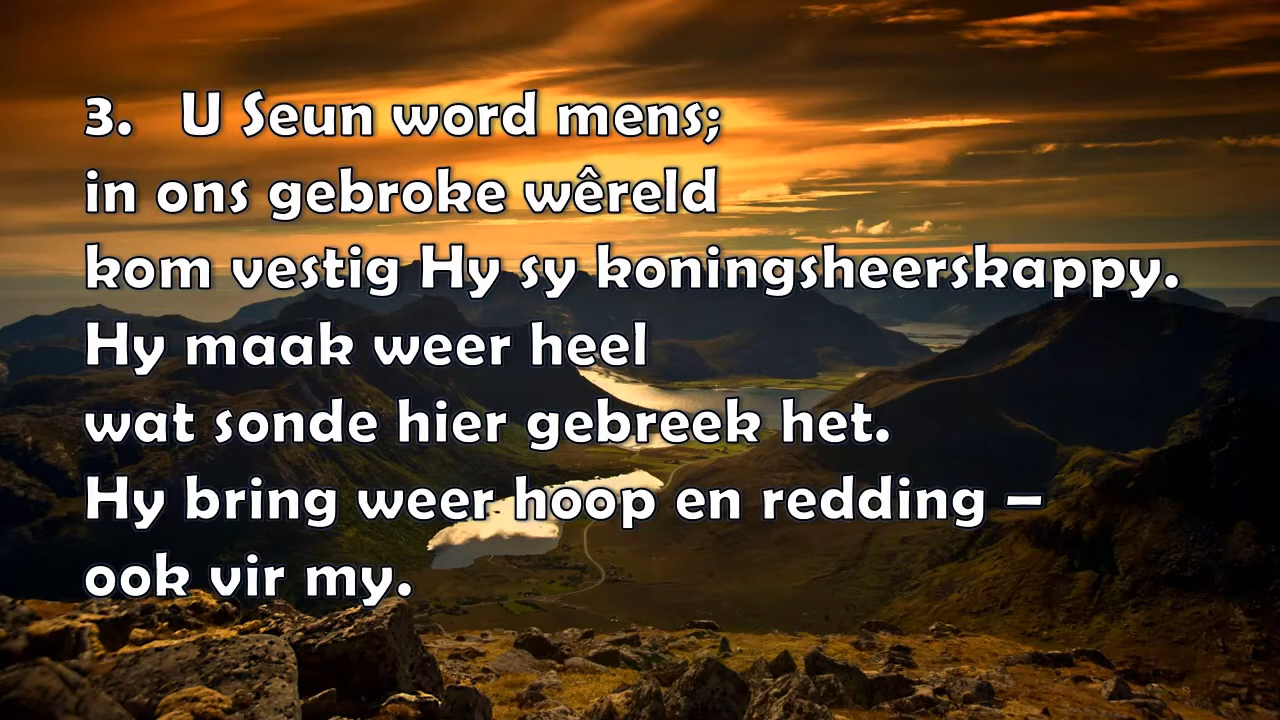 3. U Seun word mens;
in ons gebroke wêreld
kom vestig Hy sy koningsheerskappy.
Hy maak weer heel
wat sonde hier gebreek het.
Hy bring weer hoop en redding –
ook vir my.